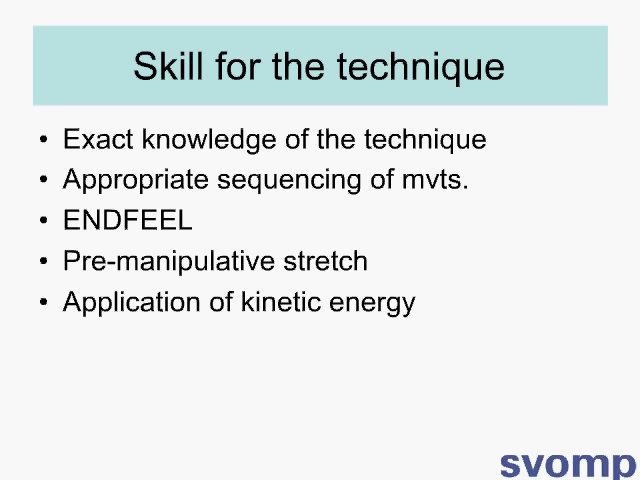 Skill for the technique
• Exact knowledge of the technique
• Appropriate sequencing of mvts.
• ENDFEEL
• Pre-manipulative stretch
• Application of kinetic energy
svomp